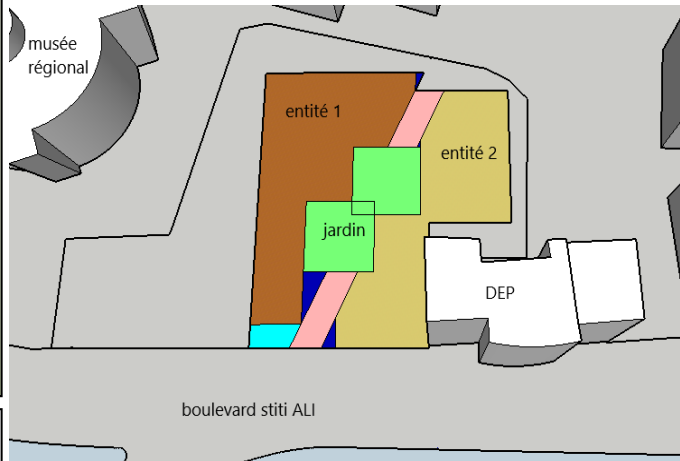 musée
régional
entité 1
entité 2
jardin
DEP
boulevard stiti ALI